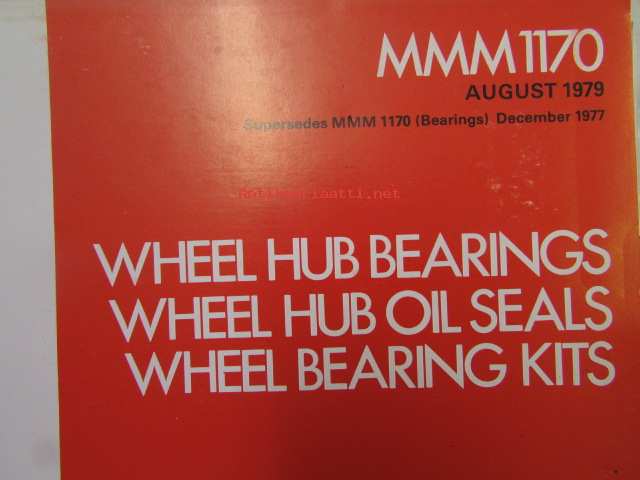 MMM 1170
AUGUST 1979
Supersedes MMM 1170 (Bearings) December 1977
WHEEL HUB BEARINGS
WHEEL HUB OIL SEALS
WHEEL BEARING KITS